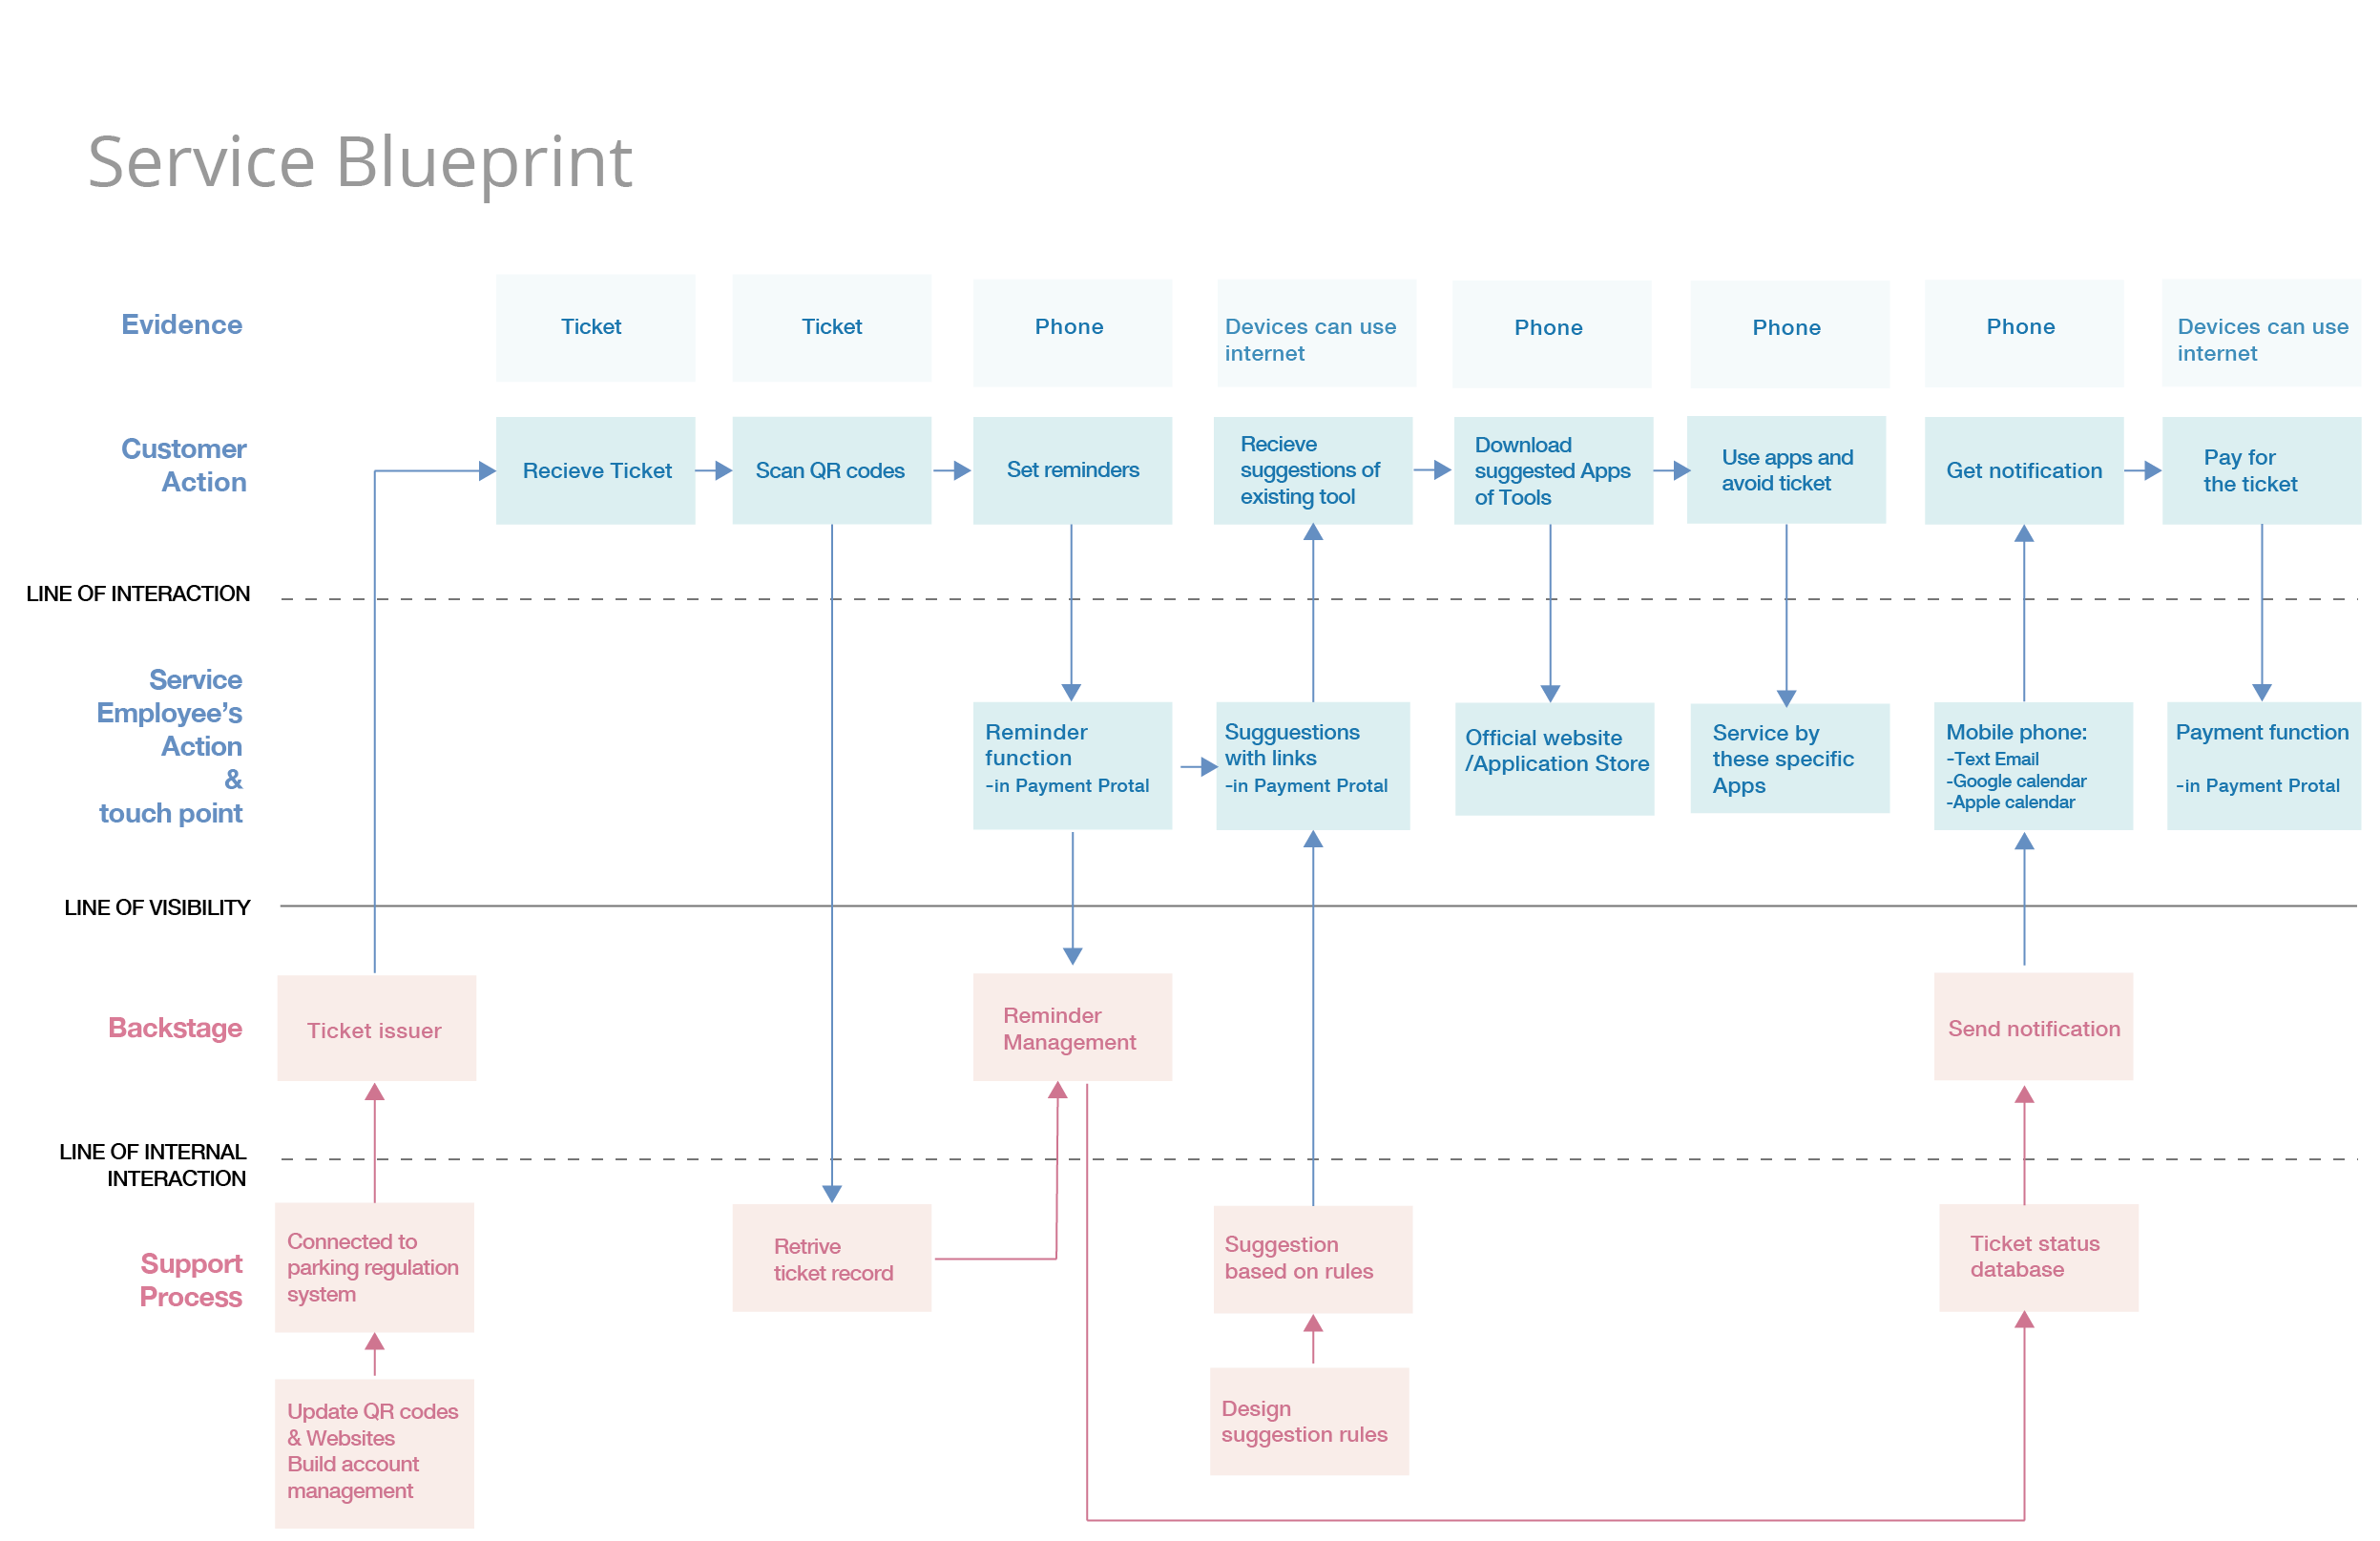 Service Blueprint
Evidence
Ticket
Ticket
Phone
Devices can use
internet
Phone
Phone
Phone
Devices can use
internet
Customer
Action
Recieve Ticket
Scan QR codes
Set reminders
Recieve
suggestions of
existing tool
Download
suggested Apps
of Tools
Use apps and
avoid ticket
Get notification
Pay for
the ticket
LINE OF INTERACTION
Service
Employee’s
Action
&
touch point
Reminder
function
-in Payment Protal
Sugguestions
with links
-in Payment Protal
Official website
/Application Store
Service by
these specific
Apps
Mobile phone:
-Text Email
-Google calendar
-Apple calendar
Payment function
-in Payment Protal
LINE OF VISIBILITY
Backstage
Ticket issuer
Reminder
Management
Send notification
LINE OF INTERNAL
INTERACTION
Support
Process
Connected to
parking regulation
system
Retrive
ticket record
Suggestion
based on rules
Ticket status
database
Update QR codes
& Websites
Build account
management
Design
suggestion rules